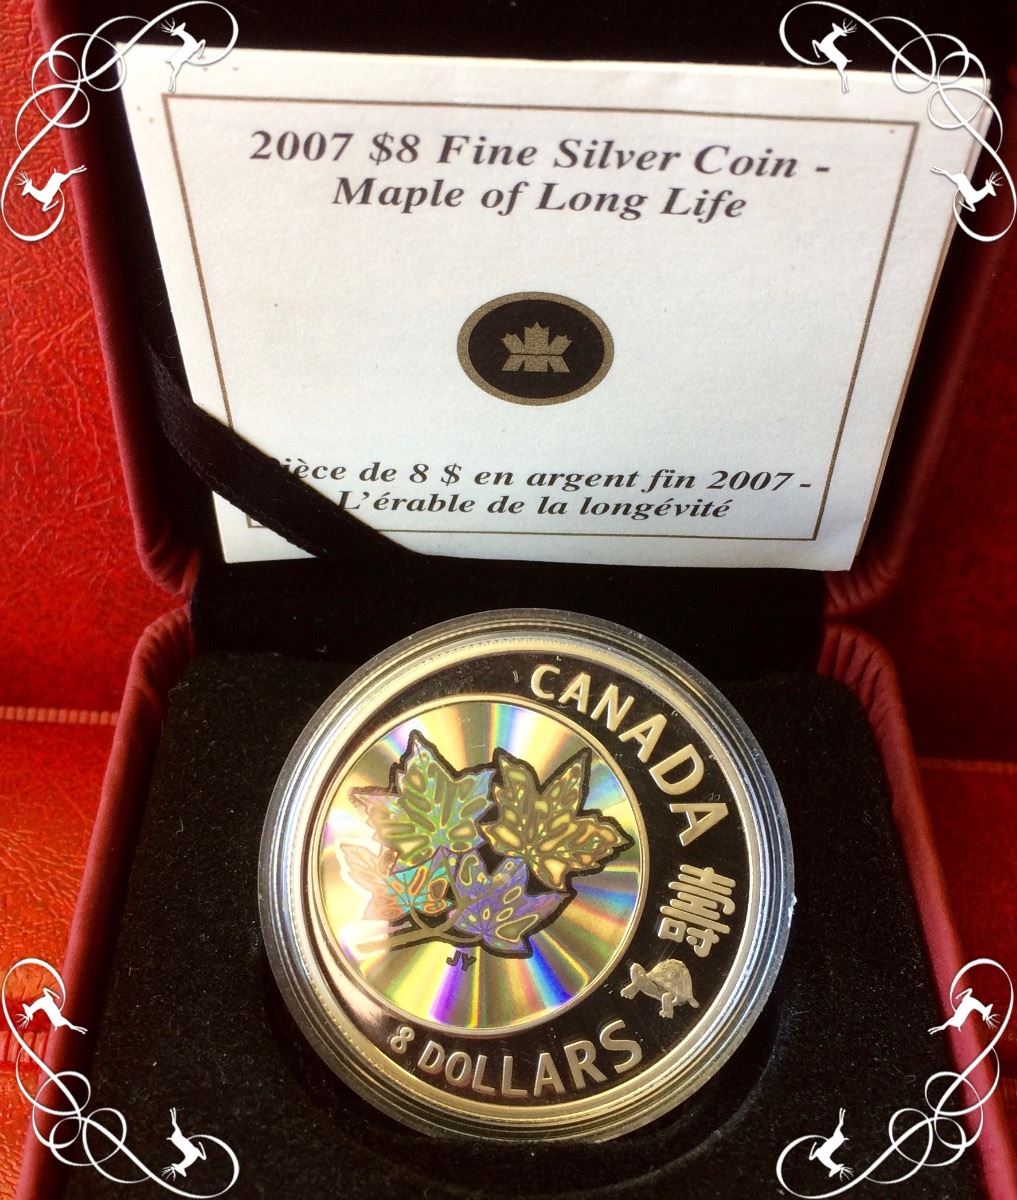 2007 $8 Fine Silver Coin -
Maple of Long Life
ièce de 8 $ en argent fin 2007 -
L'érable de la longévité
CANADA
壽
JY
8 DOLLARS